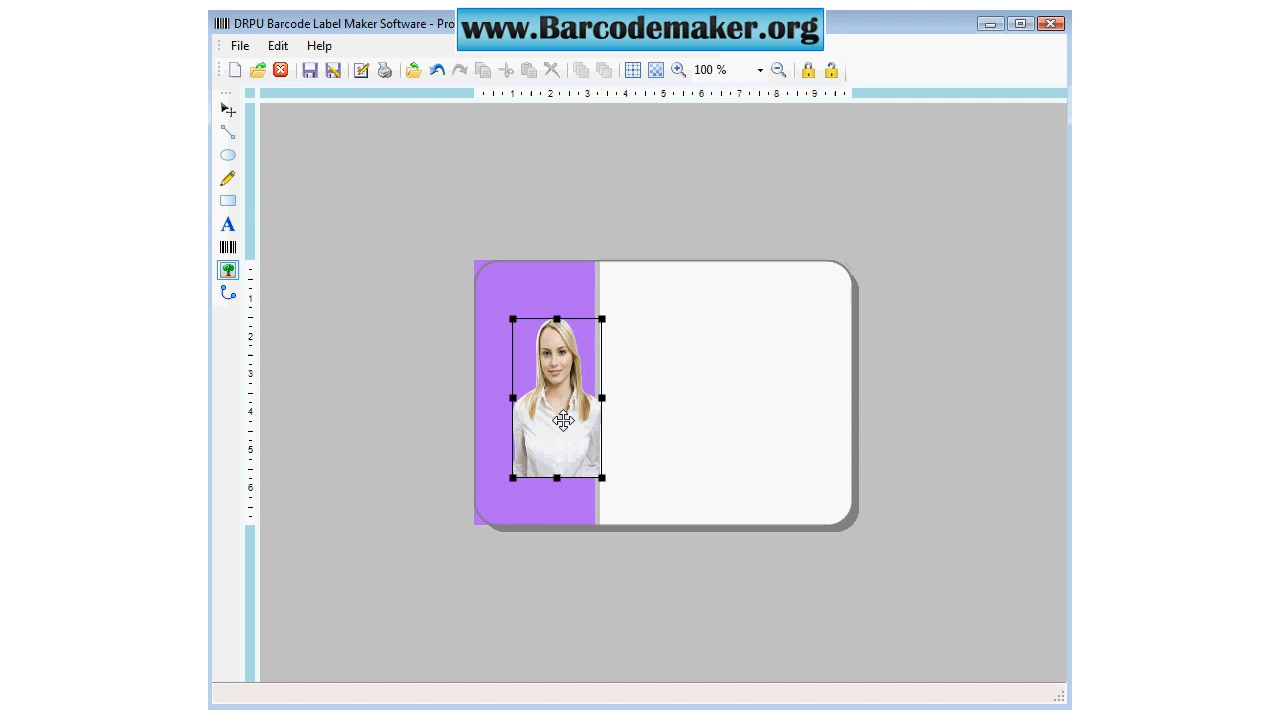 DRPU Barcode Label Maker Software - Pro
www.Barcodemaker.org
File Edit Help
100 %
1 2 3 4 5 6 7 8 9
A
1
2
3
4
5
6